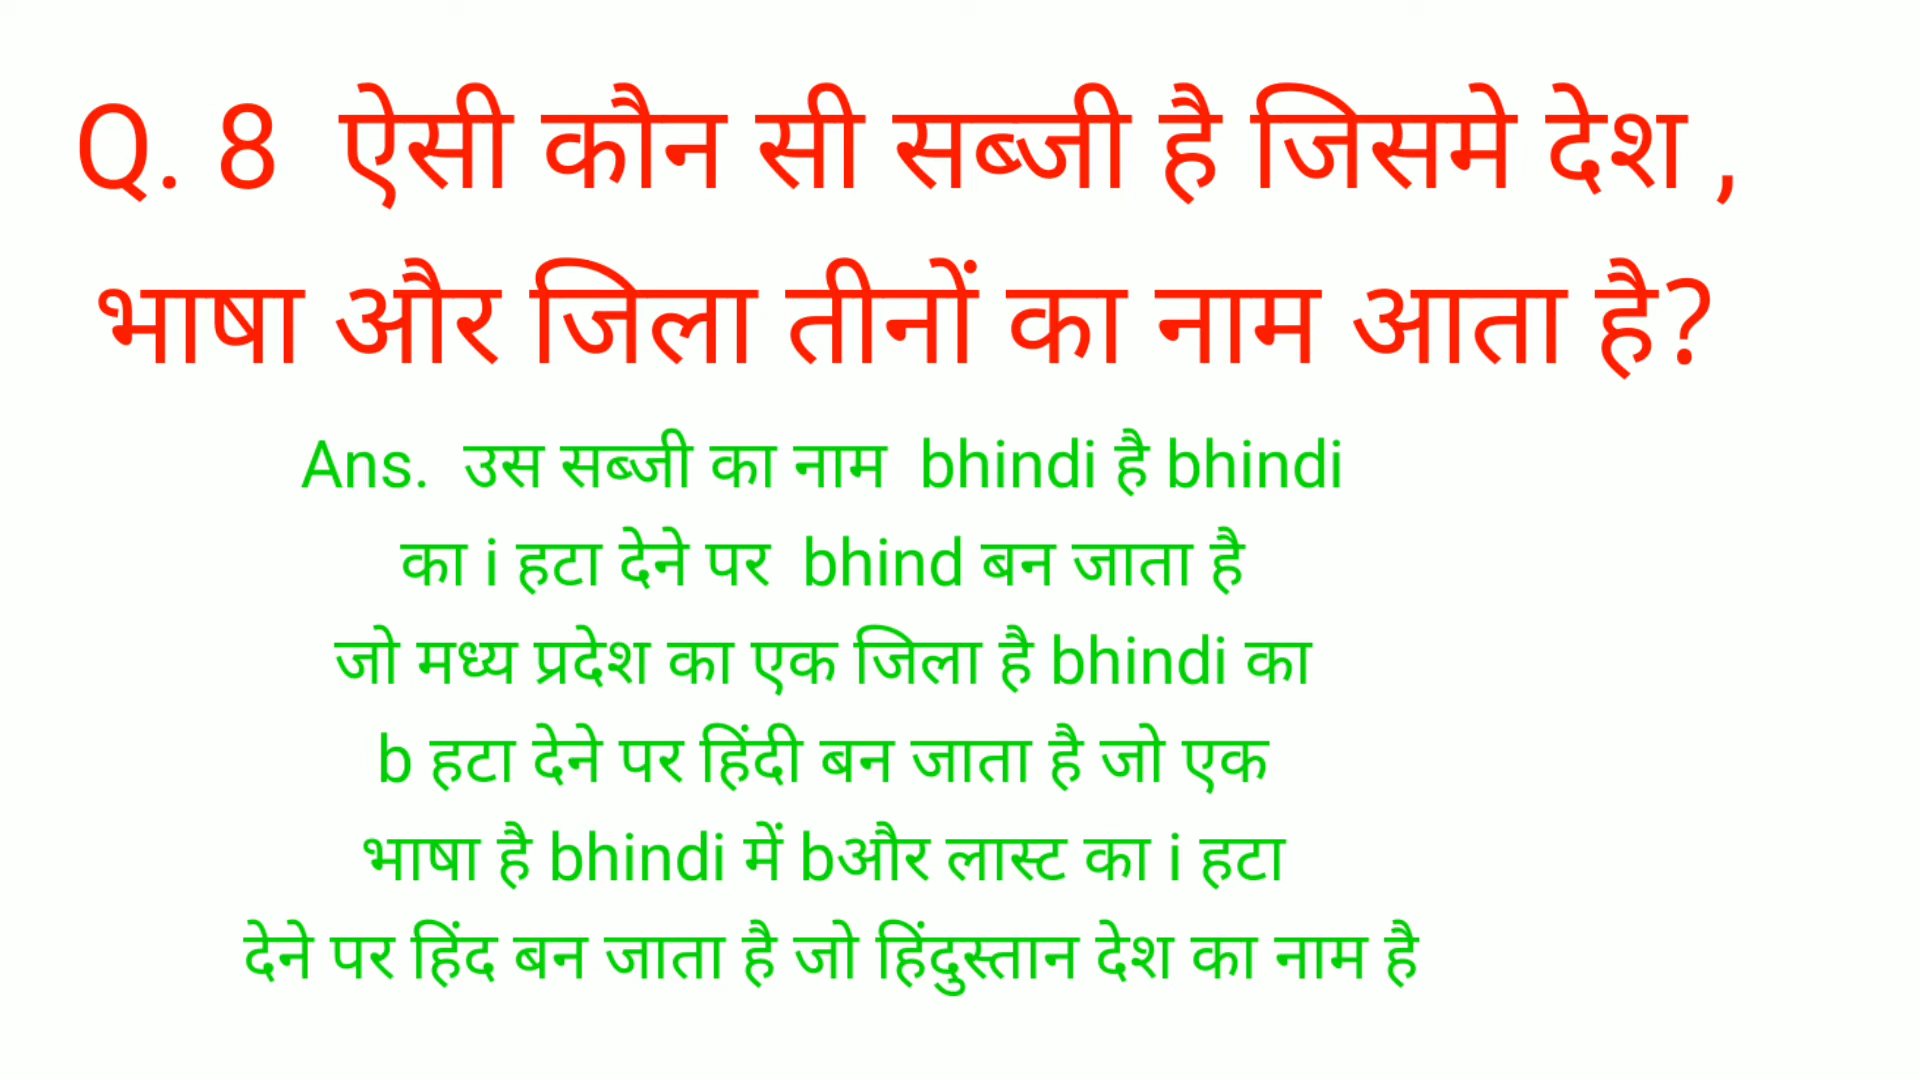 Q. 8 ऐसी कौन सी सब्जी है जिसमे देश ,
भाषा और जिला तीनों का नाम आता है?
Ans. उस सब्जी का नाम bhindi है bhindi
का i हटा देने पर bhind बन जाता है
जो मध्य प्रदेश का एक जिला है bhindi का
b हटा देने पर हिंदी बन जाता है जो एक
भाषा है bhindi में bऔर लास्ट का i हटा
देने पर हिंद बन जाता है जो हिंदुस्तान देश का नाम है